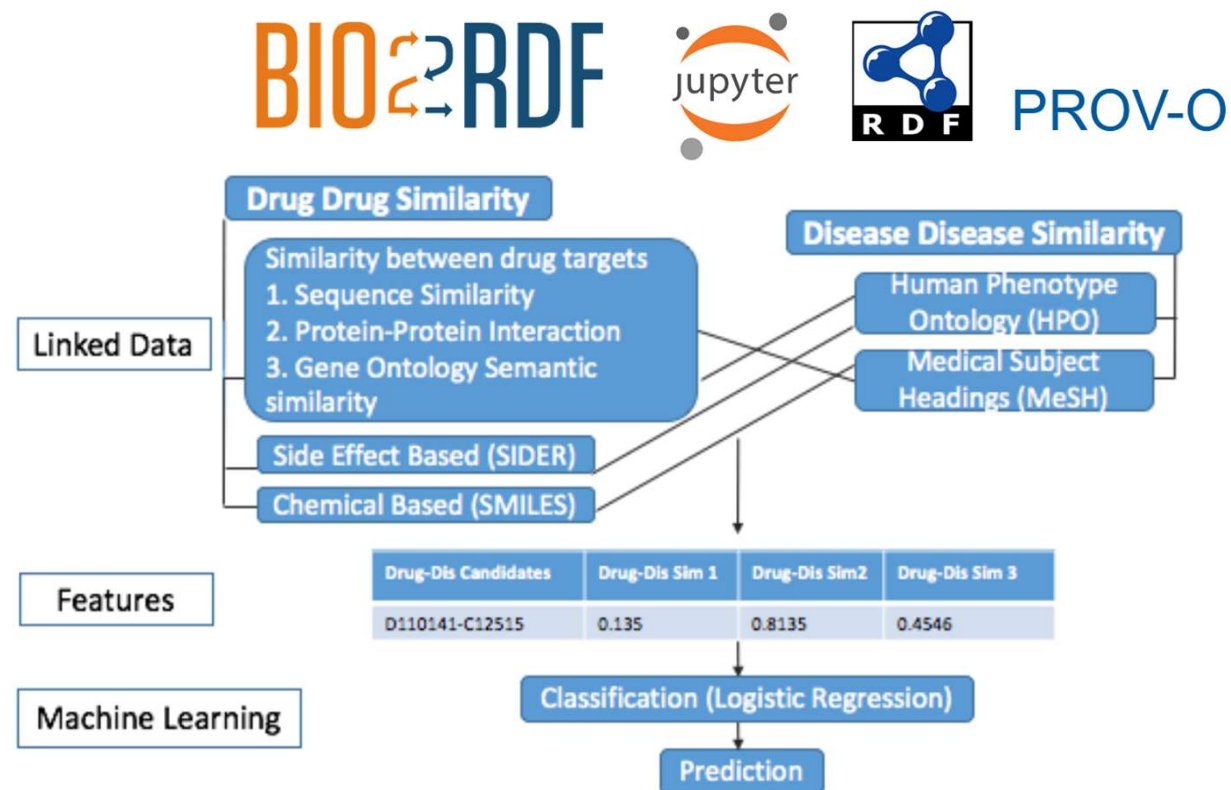 BIO2RDF
jupyter
RDF
PROV-O
Drug Drug Similarity
Disease Disease Similarity
Linked Data
Similarity between drug targets
1. Sequence Similarity
2. Protein-Protein Interaction
3. Gene Ontology Semantic
similarity
Side Effect Based (SIDER)
Chemical Based (SMILES)
Human Phenotype
Ontology (HPO)
Medical Subject
Headings (MeSH)
Features
Drug-Dis Candidates Drug-Dis Sim 1 Drug-Dis Sim2 Drug-Dis Sim 3
D110141-C12515 0.135 0.8135 0.4546
Machine Learning
Classification (Logistic Regression)
Prediction